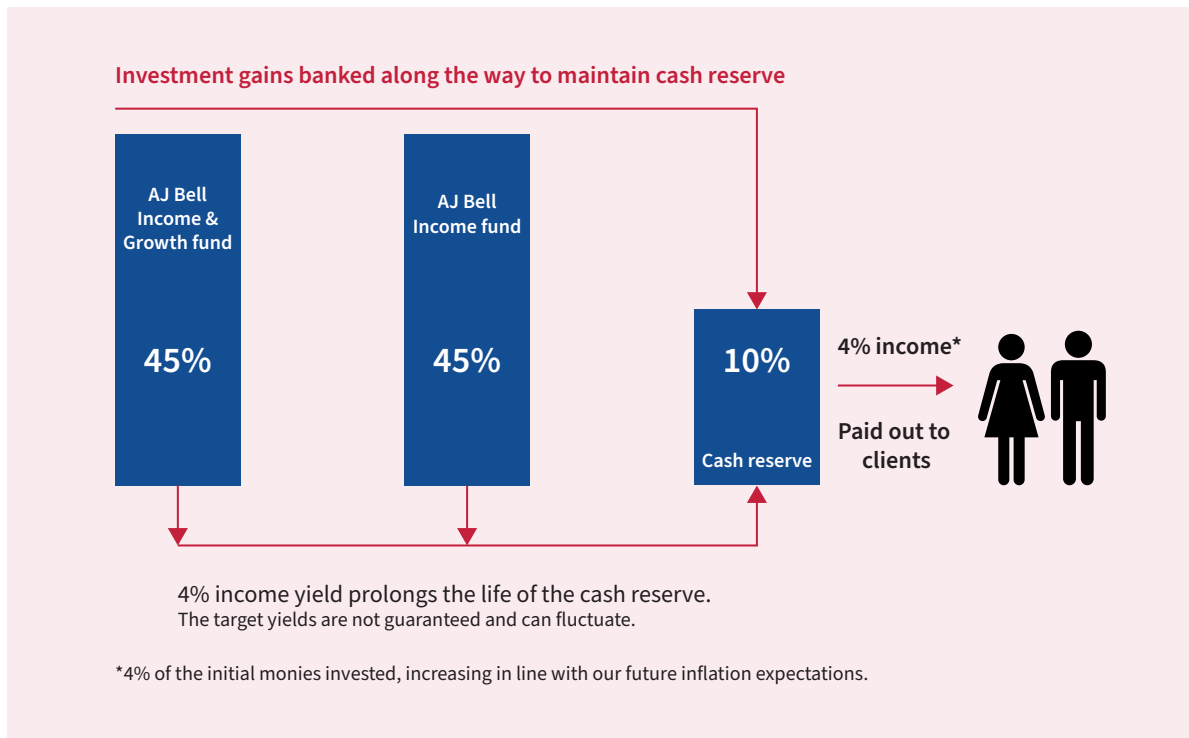 Investment gains banked along the way to maintain cash reserve
AJ Bell
Income &
Growth fund
45%
AJ Bell
Income fund
45%
10%
Cash reserve
4% income*
Paid out to
clients
4% income yield prolongs the life of the cash reserve.
The target yields are not guaranteed and can fluctuate.
*4% of the initial monies invested, increasing in line with our future inflation expectations.